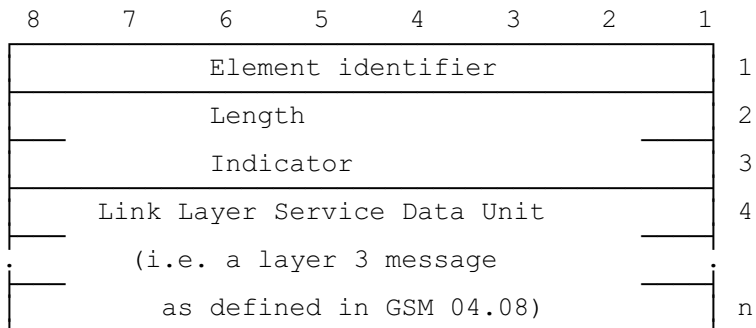 8 7 6 5 4 3 2 1
Element identifier 1
Length 2
Indicator 3
Link Layer Service Data Unit 4
. (i.e. a layer 3 message .
as defined in GSM 04.08) n